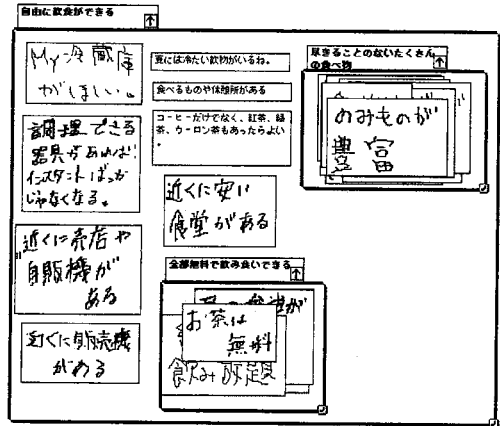 自由に飲食ができる
My冷蔵庫
がほしい。
調理できる
器具があれば!
インスタントばっか
じゃなくなる。
近くに売店や
自販機が
ある
近くに販売機
がある
夏には冷たい飲物がいるね。
食べるものや休憩所がある
コーヒーだけでなく、紅茶、緑
茶、ウーロン茶もあったらよい
。
近くに安い
食堂がある
全部無料で飲み食いできる
お茶は
無料
飲み放題
尽きることのないたくさん
の食べ物
のみものが
豊富